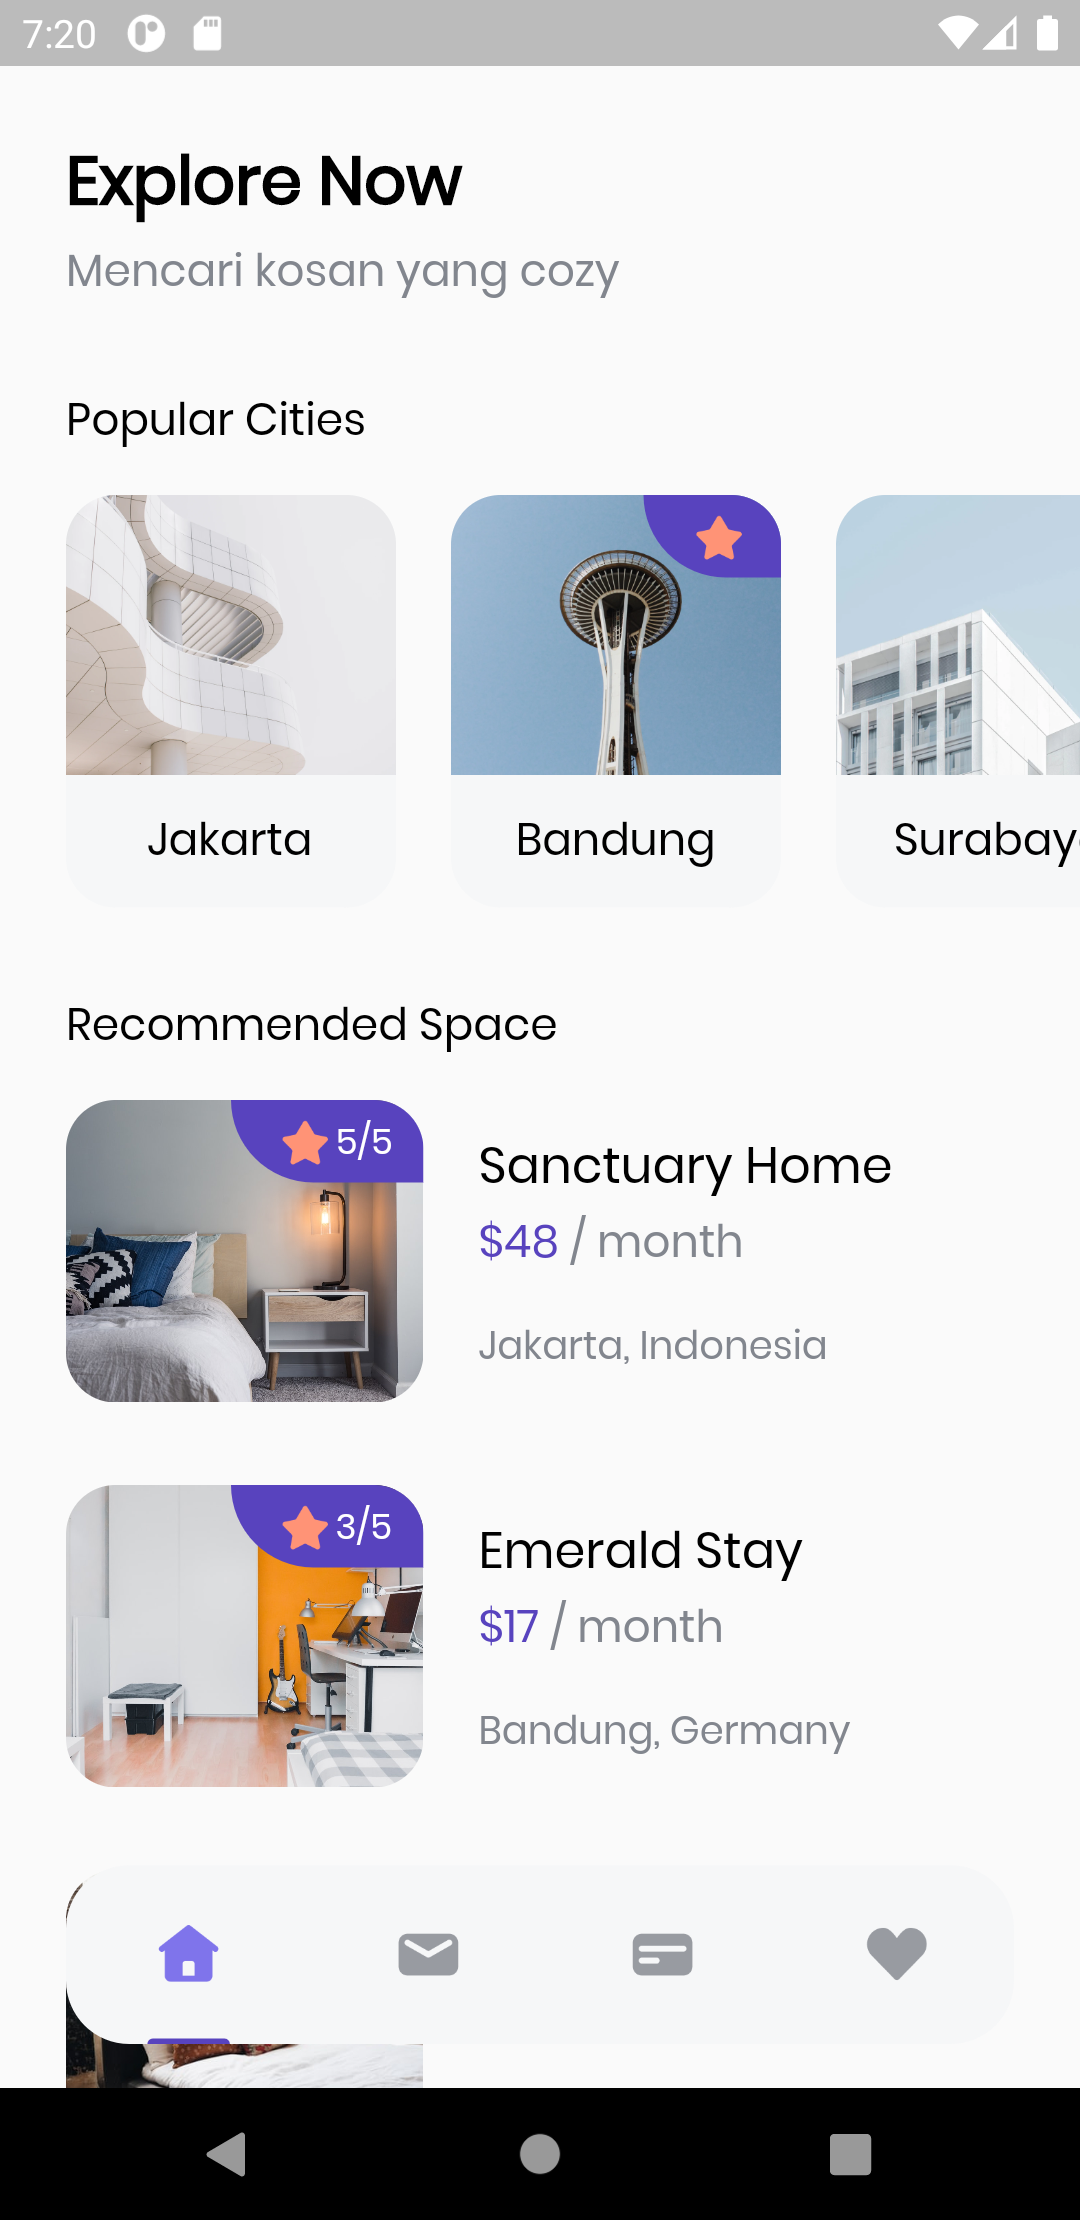 7:20
Explore Now
Mencari kosan yang cozy
Popular Cities
Jakarta
Bandung
Recommended Space
5/5
Sanctuary Home
$48 / month
Jakarta, Indonesia
3/5
Emerald Stay
$17 / month
Bandung, Germany